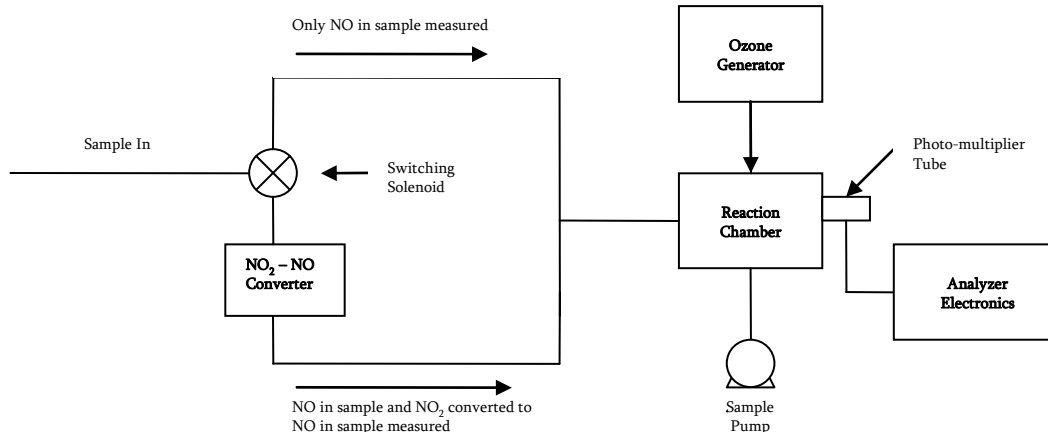 Only NO in sample measured
Ozone
Generator
Sample In
Switching
Solenoid
Photo-multiplier
Tube
Reaction
Chamber
NO₂ – NO
Converter
Analyzer
Electronics
NO in sample and NO₂ converted to
NO in sample measured
Sample
Pump